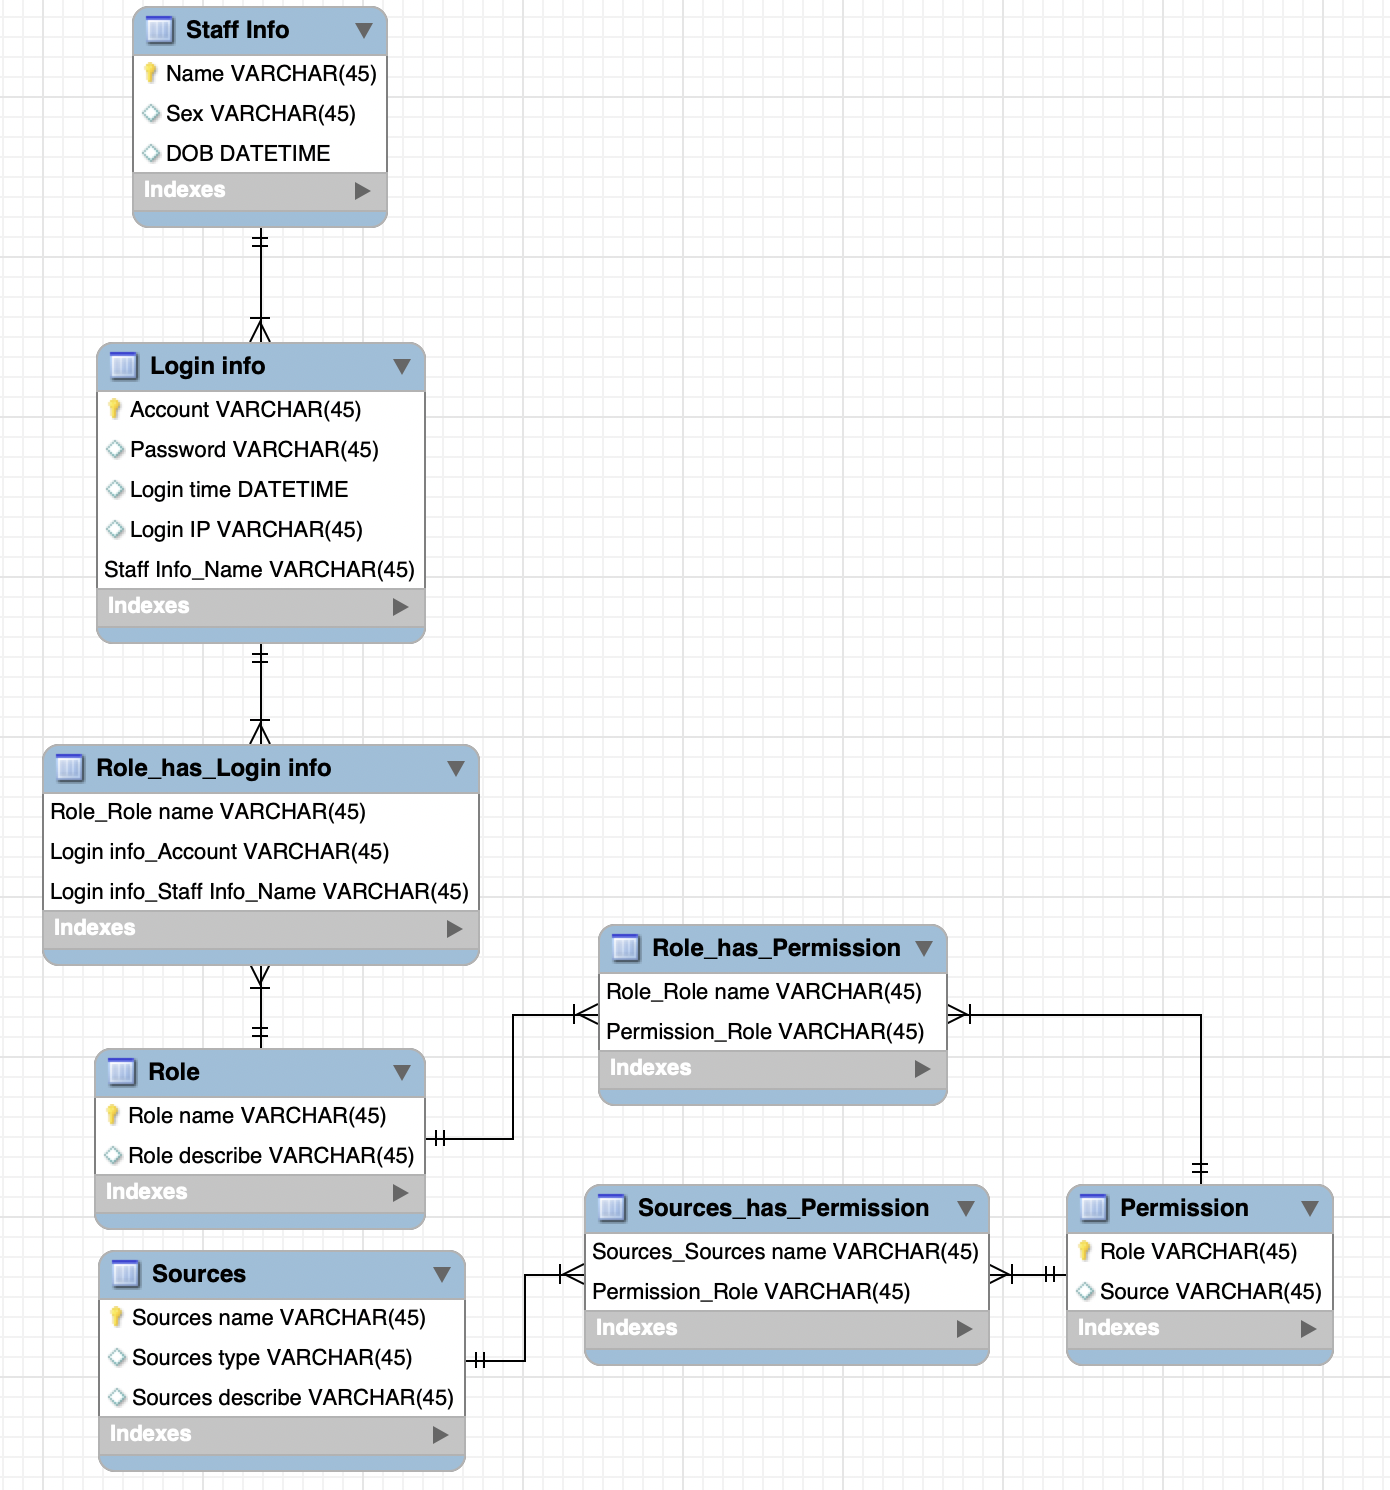 Staff Info
Name VARCHAR(45)
Sex VARCHAR(45)
DOB DATETIME
Indexes
Login info
Account VARCHAR(45)
Password VARCHAR(45)
Login time DATETIME
Login IP VARCHAR(45)
Staff Info_Name VARCHAR(45)
Indexes
Role_has_Login info
Role_Role name VARCHAR(45)
Login info_Account VARCHAR(45)
Login info_Staff Info_Name VARCHAR(45)
Indexes
Role_has_Permission
Role_Role name VARCHAR(45)
Permission_Role VARCHAR(45)
Indexes
Role
Role name VARCHAR(45)
Role describe VARCHAR(45)
Indexes
Sources_has_Permission
Sources_Sources name VARCHAR(45)
Permission_Role VARCHAR(45)
Indexes
Permission
Role VARCHAR(45)
Source VARCHAR(45)
Indexes
Sources
Sources name VARCHAR(45)
Sources type VARCHAR(45)
Sources describe VARCHAR(45)
Indexes